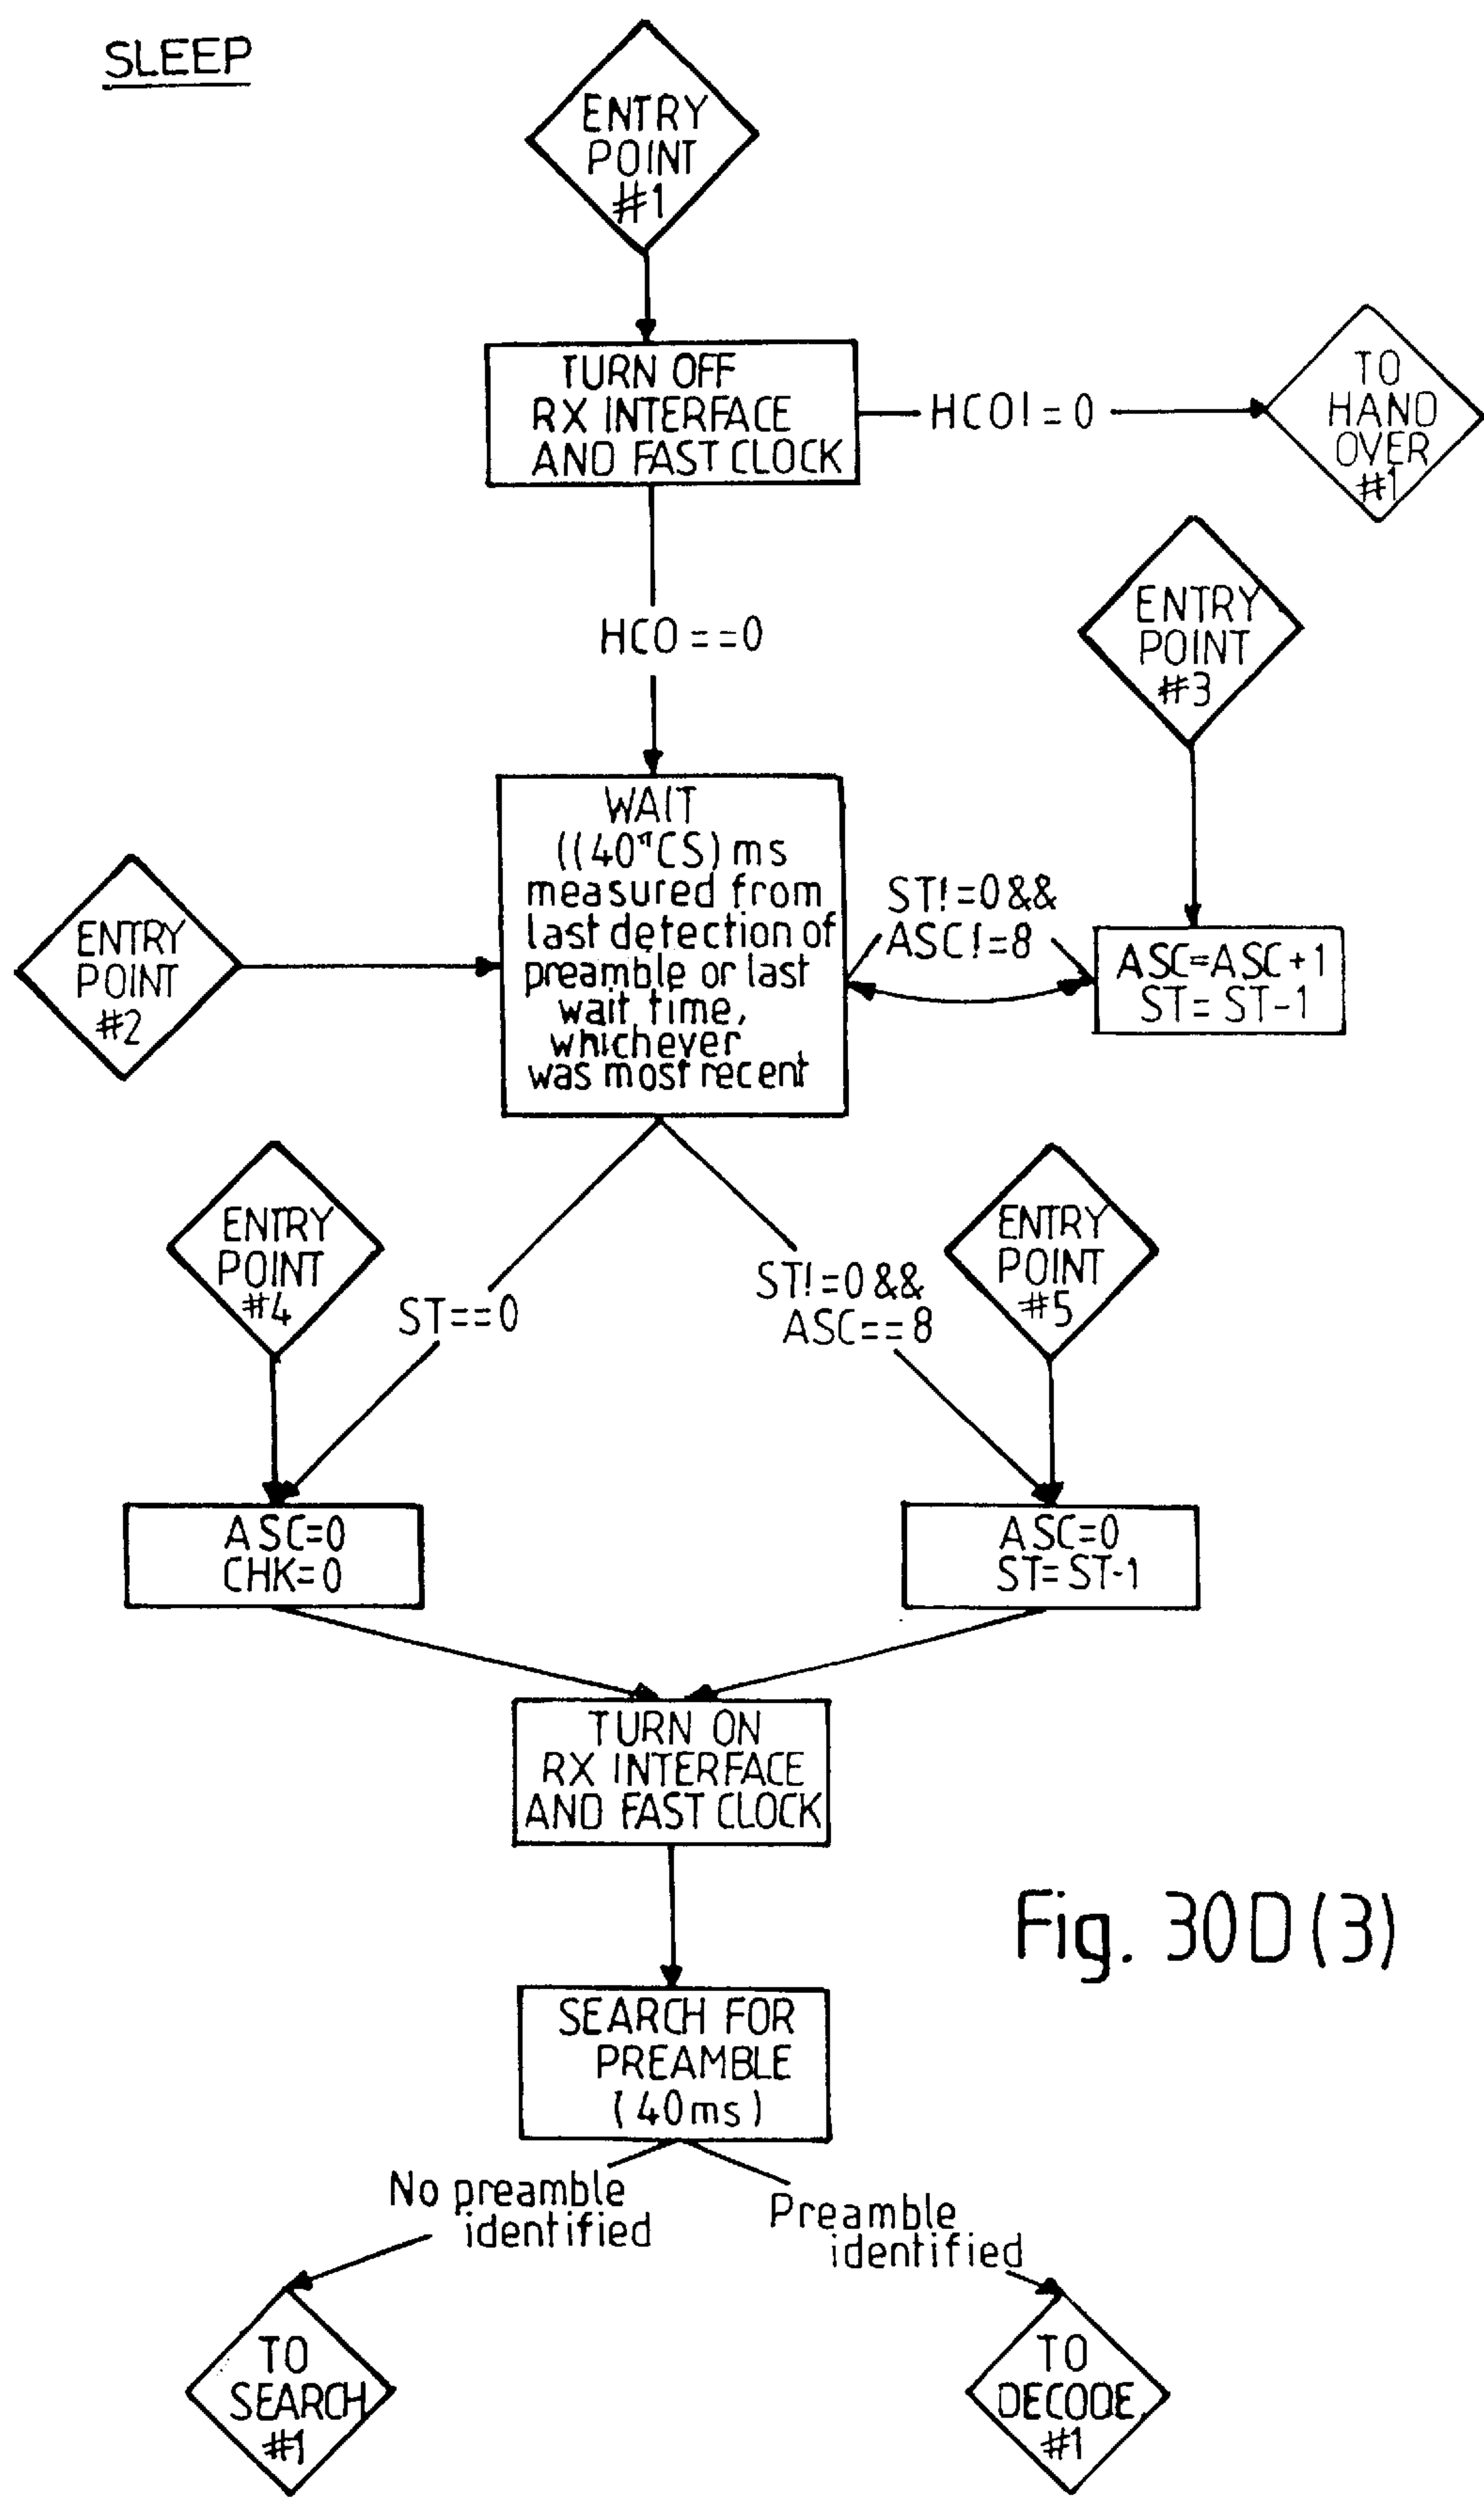 SLEEP
ENTRY
POINT
#1
TURN OFF
RX INTERFACE
AND FAST CLOCK
HCO!=0
TO
HAND
OVER
#1
HCO==0
ENTRY
POINT
#3
WAIT
((40*CS)ms
measured from
last detection of
preamble or last
wait time,
whichever
was most recent
ENTRY
POINT
#2
ST!=0&&
ASC!=8
ASC=ASC+1
ST=ST-1
ENTRY
POINT
#4
ST==0
ST!=0&&
ASC==8
ENTRY
POINT
#5
ASC=0
CHK=0
ASC=0
ST=ST-1
TURN ON
RX INTERFACE
AND FAST CLOCK
SEARCH FOR
PREAMBLE
(40ms)
Fig. 30D(3)
No preamble
identified
Preamble
identified
TO
SEARCH
#1
TO
DECODE
#1